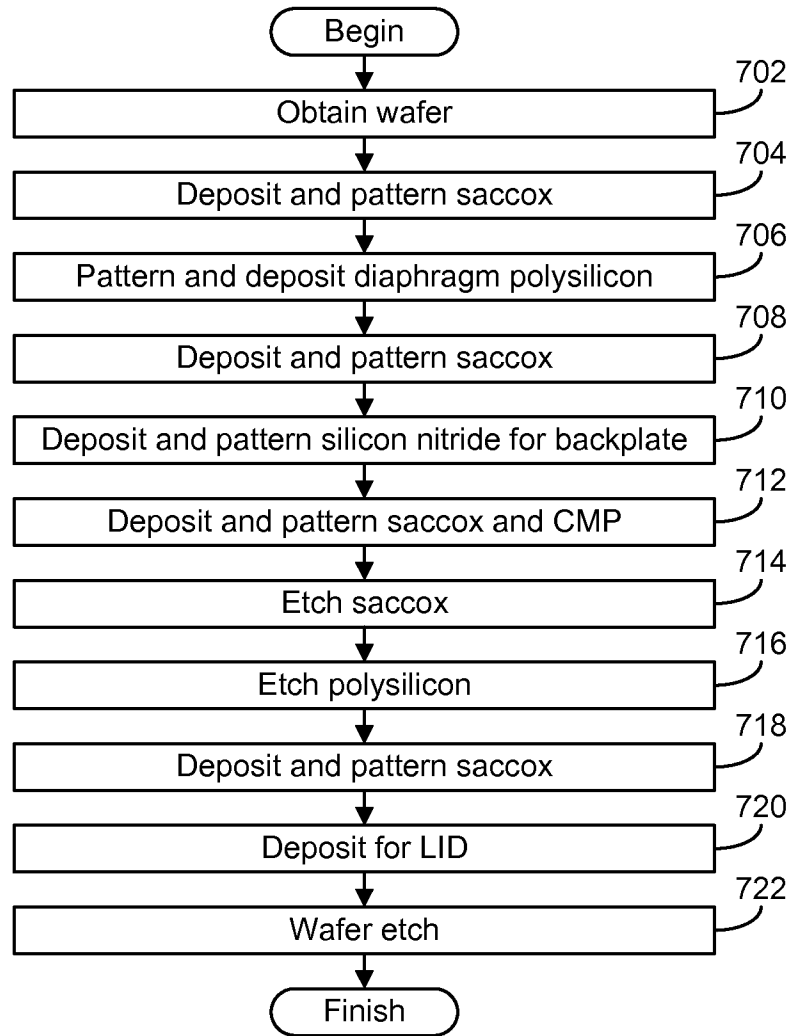 Begin
702
Obtain wafer
704
Deposit and pattern saccox
706
Pattern and deposit diaphragm polysilicon
708
Deposit and pattern saccox
710
Deposit and pattern silicon nitride for backplate
712
Deposit and pattern saccox and CMP
714
Etch saccox
716
Etch polysilicon
718
Deposit and pattern saccox
720
Deposit for LID
722
Wafer etch
Finish